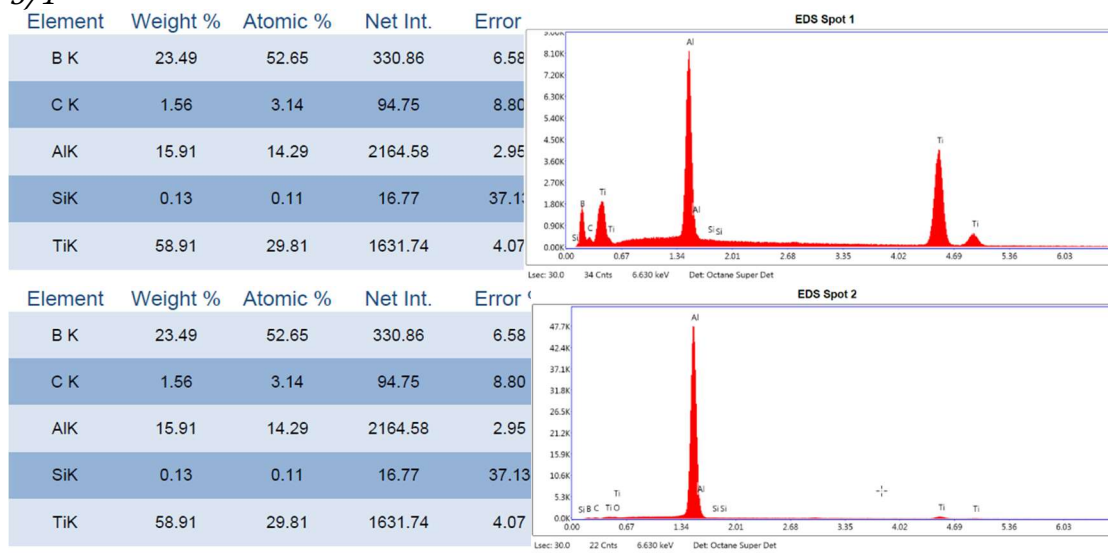 Element Weight % Atomic % Net Int. Error
B K 23.49 52.65 330.86 6.58
C K 1.56 3.14 94.75 8.80
AlK 15.91 14.29 2164.58 2.95
SiK 0.13 0.11 16.77 37.13
TiK 58.91 29.81 1631.74 4.07
EDS Spot 1
9.00K
8.10K
7.20K
6.30K
5.40K
4.50K
3.60K
2.70K
1.80K
0.90K
0.00K
Al
Ti
Ti
B
Al
C Ti Si Si Ti
Si
0.00 0.67 1.34 2.01 2.68 3.35 4.02 4.69 5.36 6.03
Lsec: 30.0 34 Cnts 6.630 keV Det: Octane Super Det
Element Weight % Atomic % Net Int. Error
B K 23.49 52.65 330.86 6.58
C K 1.56 3.14 94.75 8.80
AlK 15.91 14.29 2164.58 2.95
SiK 0.13 0.11 16.77 37.13
TiK 58.91 29.81 1631.74 4.07
EDS Spot 2
47.7K
42.4K
37.1K
31.8K
26.5K
21.2K
15.9K
10.6K
5.3K
0.0K
Al
Al
Ti
Si B C Ti O Si Si Ti Ti
0.00 0.67 1.34 2.01 2.68 3.35 4.02 4.69 5.36 6.03
Lsec: 30.0 22 Cnts 6.630 keV Det: Octane Super Det